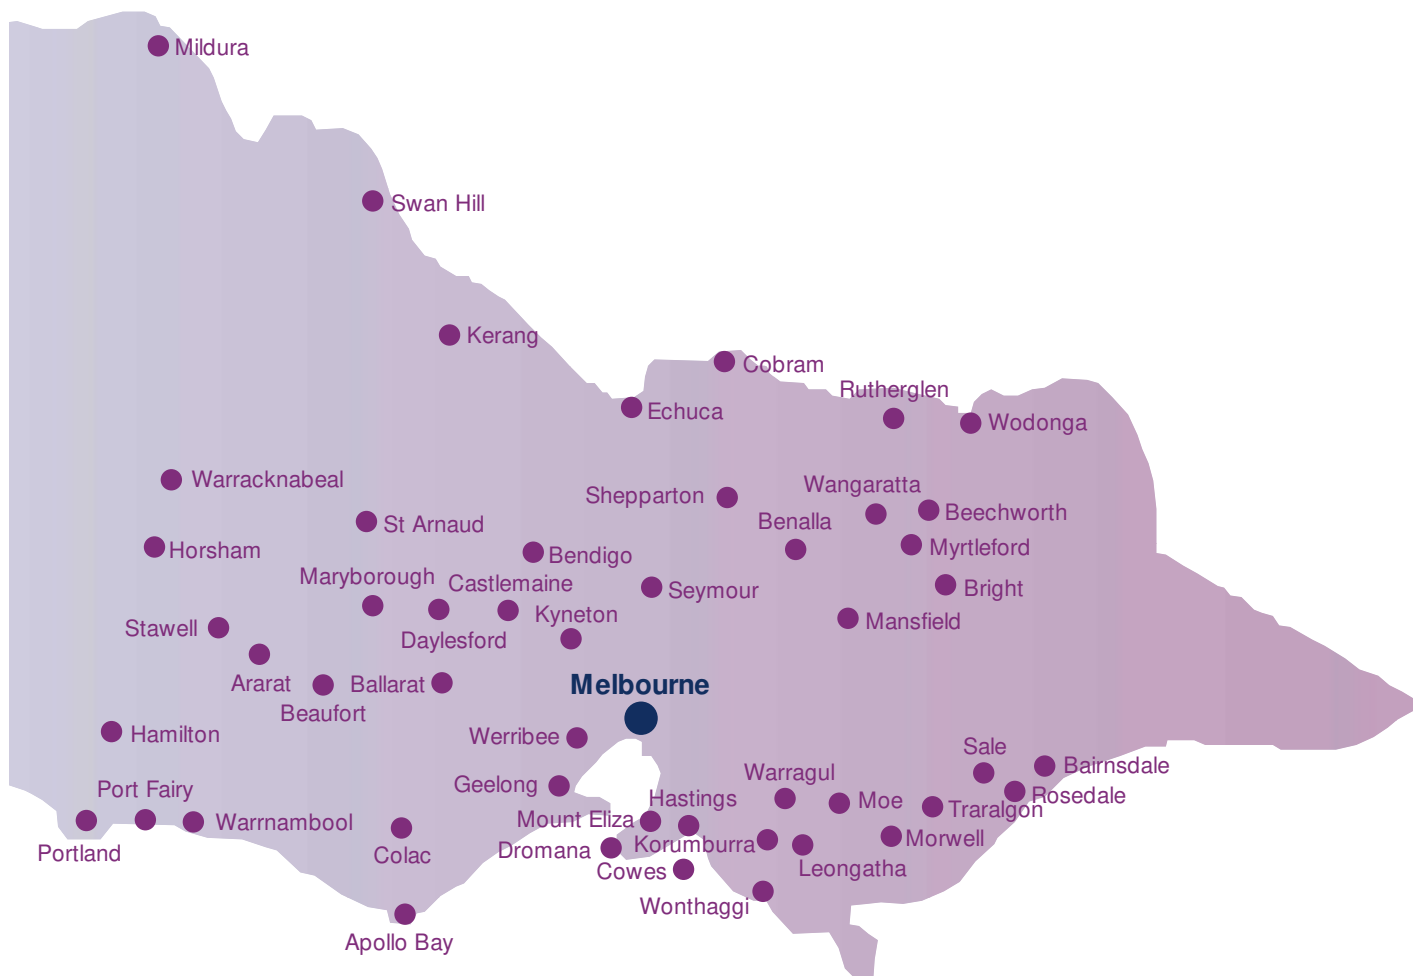 Mildura
Swan Hill
Kerang
Cobram
Rutherglen
Echuca
Wodonga
Warracknabeal
Shepparton
Wangaratta
Beechworth
St Arnaud
Benalla
Horsham
Bendigo
Myrtleford
Maryborough
Castlemaine
Seymour
Bright
Kyneton
Mansfield
Stawell
Daylesford
Ararat
Ballarat
Melbourne
Beaufort
Hamilton
Werribee
Sale
Bairnsdale
Warragul
Geelong
Port Fairy
Hastings
Moe
Rosedale
Traralgon
Warrnambool
Mount Eliza
Morwell
Portland
Colac
Dromana
Korumburra
Leongatha
Cowes
Wonthaggi
Apollo Bay